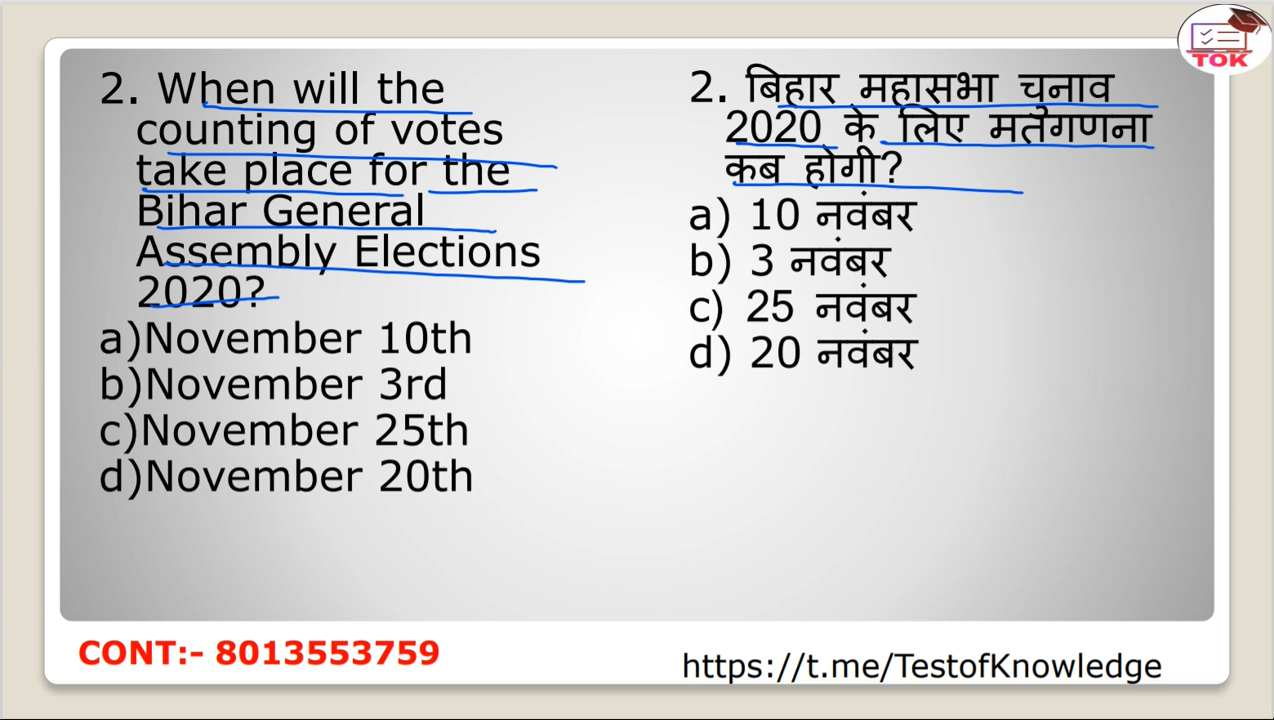 TOK
2. When will the
counting of votes
take place for the
Bihar General
Assembly Elections
2020?
a)November 10th
b)November 3rd
c)November 25th
d)November 20th
2. बिहार महासभा चुनाव
2020 के लिए मतगणना
कब होगी?
a) 10 नवंबर
b) 3 नवंबर
c) 25 नवंबर
d) 20 नवंबर
CONT:- 8013553759
https://t.me/TestofKnowledge